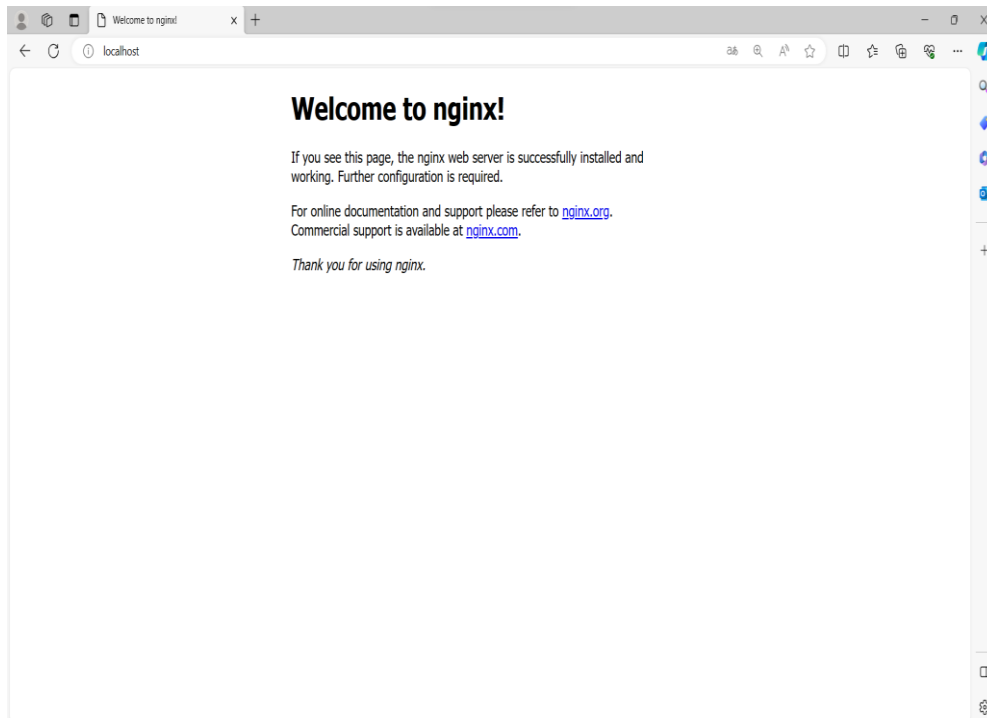 Welcome to nginx!
localhost
Welcome to nginx!
If you see this page, the nginx web server is successfully installed and
working. Further configuration is required.
For online documentation and support please refer to nginx.org.
Commercial support is available at nginx.com.
Thank you for using nginx.